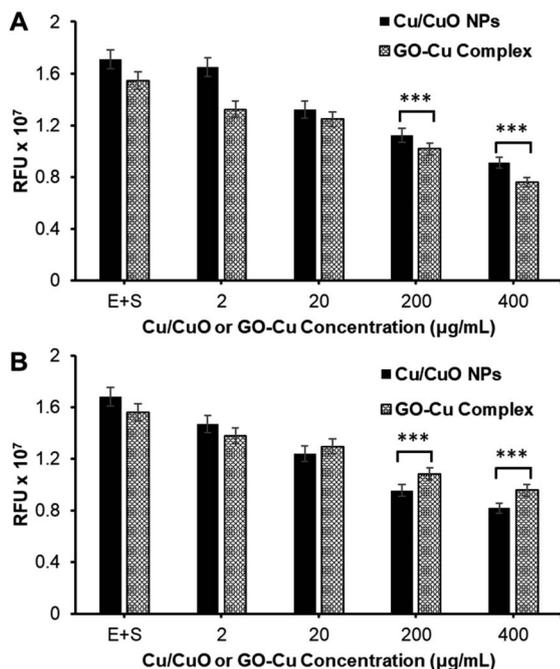 A
2
Cu/CuO NPs
GO-Cu Complex
1.6
***
1.2
***
RFU x 10⁷
0.8
0.4
0
E+S 2 20 200 400
Cu/CuO or GO-Cu Concentration (µg/mL)
B
2
Cu/CuO NPs
GO-Cu Complex
1.6
***
1.2
***
RFU x 10⁷
0.8
0.4
0
E+S 2 20 200 400
Cu/CuO or GO-Cu Concentration (µg/mL)